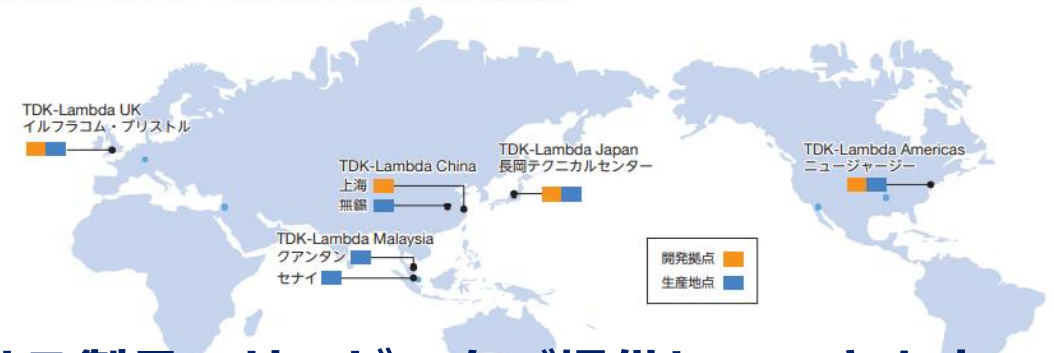 TDK-Lambda UK
イルフラコム・ブリストル
TDK-Lambda China
上海
無錫
TDK-Lambda Japan
長岡テクニカルセンター
TDK-Lambda Americas
ニュージャージー
TDK-Lambda Malaysia
クアンタン
セナイ
開発拠点
生産地点